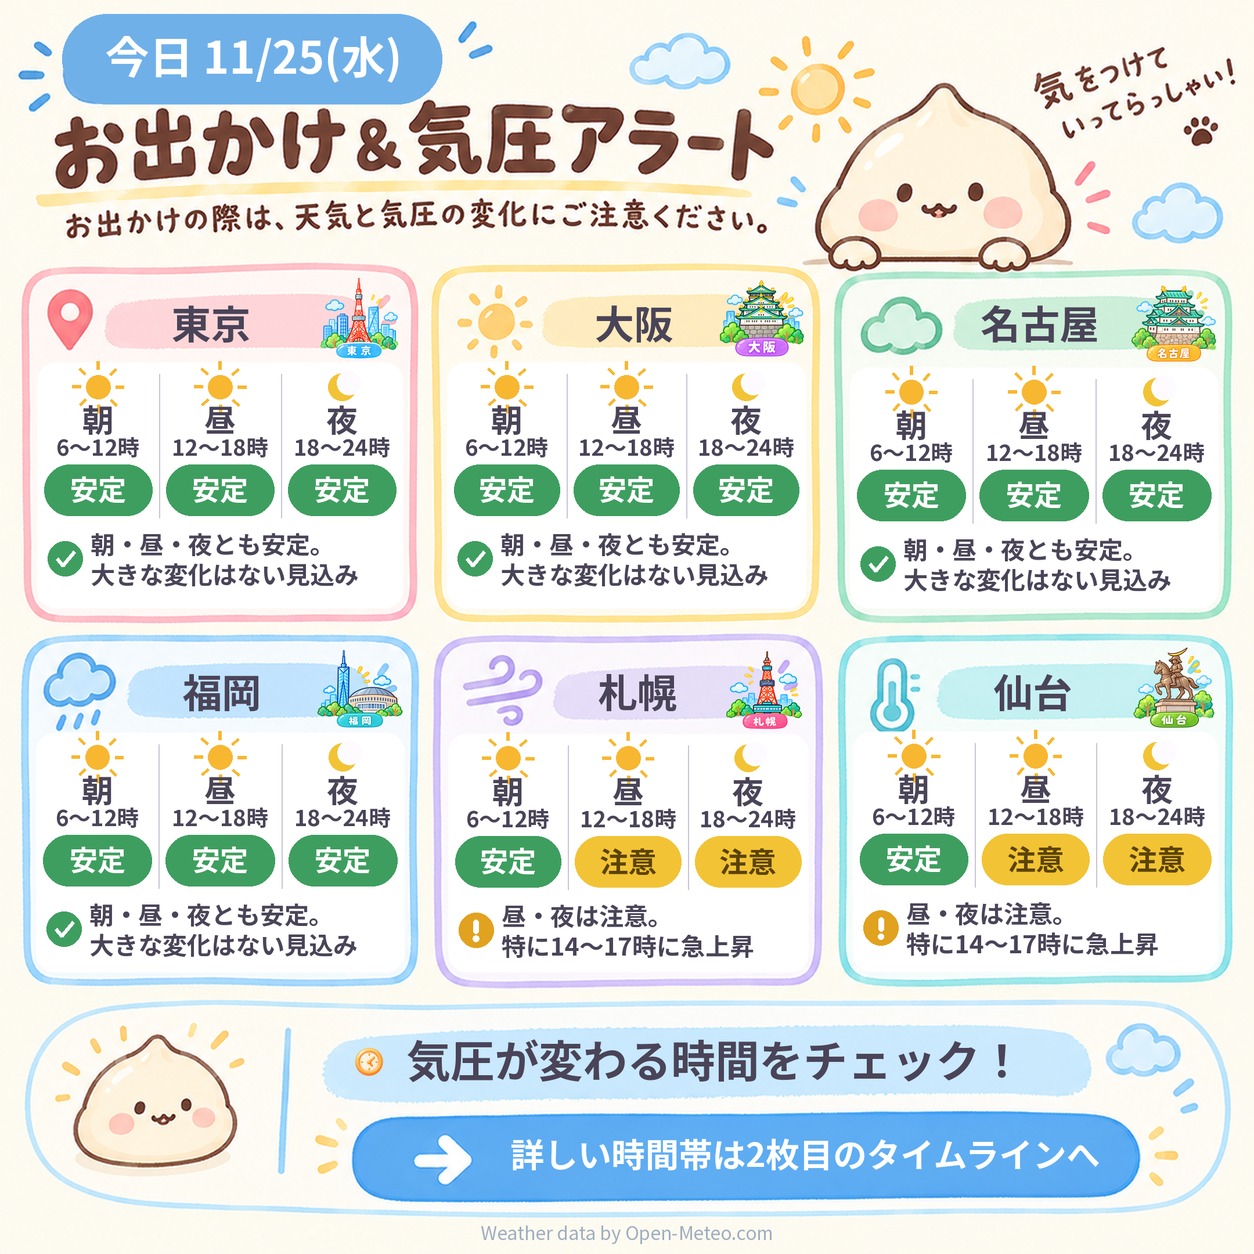 今日 11/25(水)
お出かけ&気圧アラート
お出かけの際は、天気と気圧の変化にご注意ください。
気をつけて
いってらっしゃい!
東京
東京
朝 昼 夜
6〜12時 12〜18時 18〜24時
安定 安定 安定
朝・昼・夜とも安定。
大きな変化はない見込み
大阪
大阪
朝 昼 夜
6〜12時 12〜18時 18〜24時
安定 安定 安定
朝・昼・夜とも安定。
大きな変化はない見込み
名古屋
名古屋
朝 昼 夜
6〜12時 12〜18時 18〜24時
安定 安定 安定
朝・昼・夜とも安定。
大きな変化はない見込み
福岡
福岡
朝 昼 夜
6〜12時 12〜18時 18〜24時
安定 安定 安定
朝・昼・夜とも安定。
大きな変化はない見込み
札幌
札幌
朝 昼 夜
6〜12時 12〜18時 18〜24時
安定 注意 注意
昼・夜は注意。
特に14〜17時に急上昇
仙台
仙台
朝 昼 夜
6〜12時 12〜18時 18〜24時
安定 注意 注意
昼・夜は注意。
特に14〜17時に急上昇
気圧が変わる時間をチェック!
詳しい時間帯は2枚目のタイムラインへ
Weather data by Open-Meteo.com